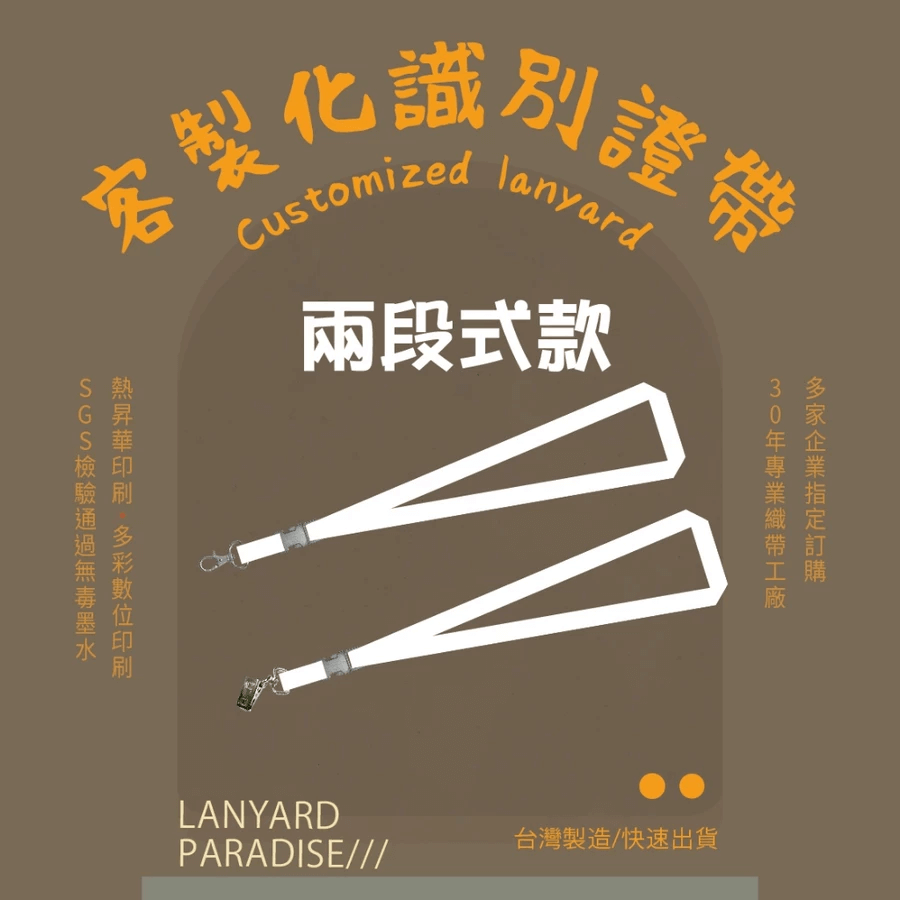 客製化識別證帶
Customized lanyard
兩段式款
多家企業指定訂購
30年專業織帶工廠
熱昇華印刷·多彩數位印刷
SGS檢驗通過無毒墨水
LANYARD
PARADISE///
台灣製造/快速出貨